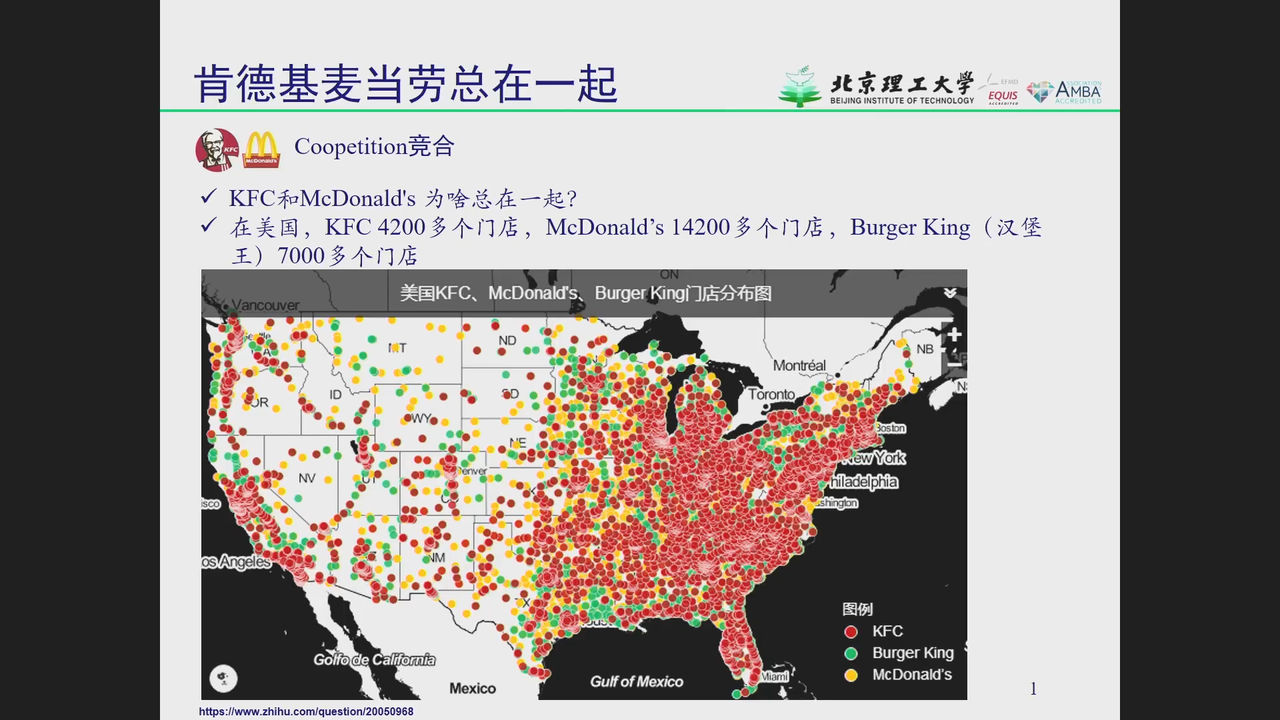 肯德基麦当劳总在一起
北京理工大学
BEIJING INSTITUTE OF TECHNOLOGY
EFMD
EQUIS
ACCREDITED
ASSOCIATION
AMBA
ACCREDITED
KFC
McDonald's
Coopetition竞合
✓ KFC和McDonald's 为啥总在一起?
✓ 在美国，KFC 4200多个门店，McDonald’s 14200多个门店，Burger King（汉堡
王）7000多个门店
ON
美国KFC、McDonald's、Burger King门店分布图
Vancouver
MT
ND
NB
Montréal
OR
ID
SD
Toronto
WY
NE
Boston
New York
NV
UT
enver
hiladelphia
isco
shington
os Angeles
NM
TX
图例
KFC
Burger King
McDonald's
Golfo de California
Mexico
Gulf of Mexico
Miami
1
https://www.zhihu.com/question/20050968